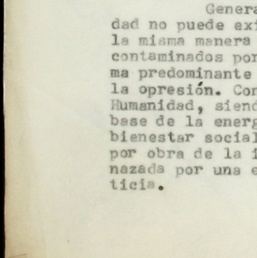 Genera
dad no puede ex
la misma manera
contaminados por
ma predominante
la opresión. Con
Humanidad, siend
base de la energ
bienestar social
por obra de la i
nazada por una e
ticia.